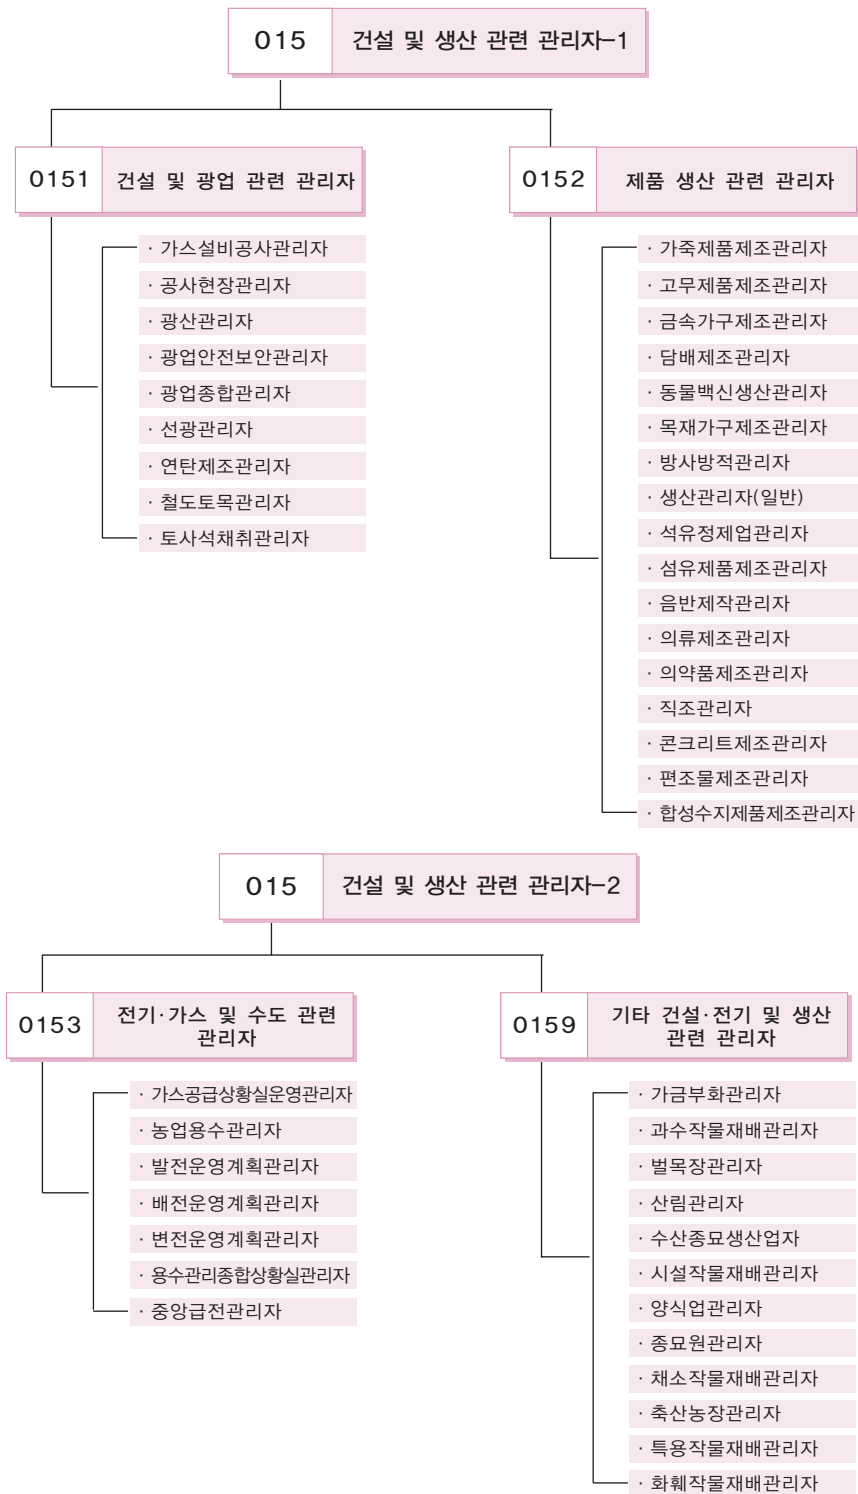 015 건설 및 생산 관련 관리자-1
0151 건설 및 광업 관련 관리자
· 가스설비공사관리자
· 공사현장관리자
· 광산관리자
· 광업안전보안관리자
· 광업종합관리자
· 선광관리자
· 연탄제조관리자
· 철도토목관리자
· 토사석채취관리자
0152 제품 생산 관련 관리자
· 가죽제품제조관리자
· 고무제품제조관리자
· 금속가구제조관리자
· 담배제조관리자
· 동물백신생산관리자
· 목재가구제조관리자
· 방사방적관리자
· 생산관리자(일반)
· 석유정제업관리자
· 섬유제품제조관리자
· 음반제작관리자
· 의류제조관리자
· 의약품제조관리자
· 직조관리자
· 콘크리트제조관리자
· 편조물제조관리자
· 합성수지제품제조관리자
015 건설 및 생산 관련 관리자-2
0153 전기·가스 및 수도 관련
관리자
· 가스공급상황실운영관리자
· 농업용수관리자
· 발전운영계획관리자
· 배전운영계획관리자
· 변전운영계획관리자
· 용수관리종합상황실관리자
· 중앙급전관리자
0159 기타 건설·전기 및 생산
관련 관리자
· 가금부화관리자
· 과수작물재배관리자
· 벌목장관리자
· 산림관리자
· 수산종묘생산업자
· 시설작물재배관리자
· 양식업관리자
· 종묘원관리자
· 채소작물재배관리자
· 축산농장관리자
· 특용작물재배관리자
· 화훼작물재배관리자